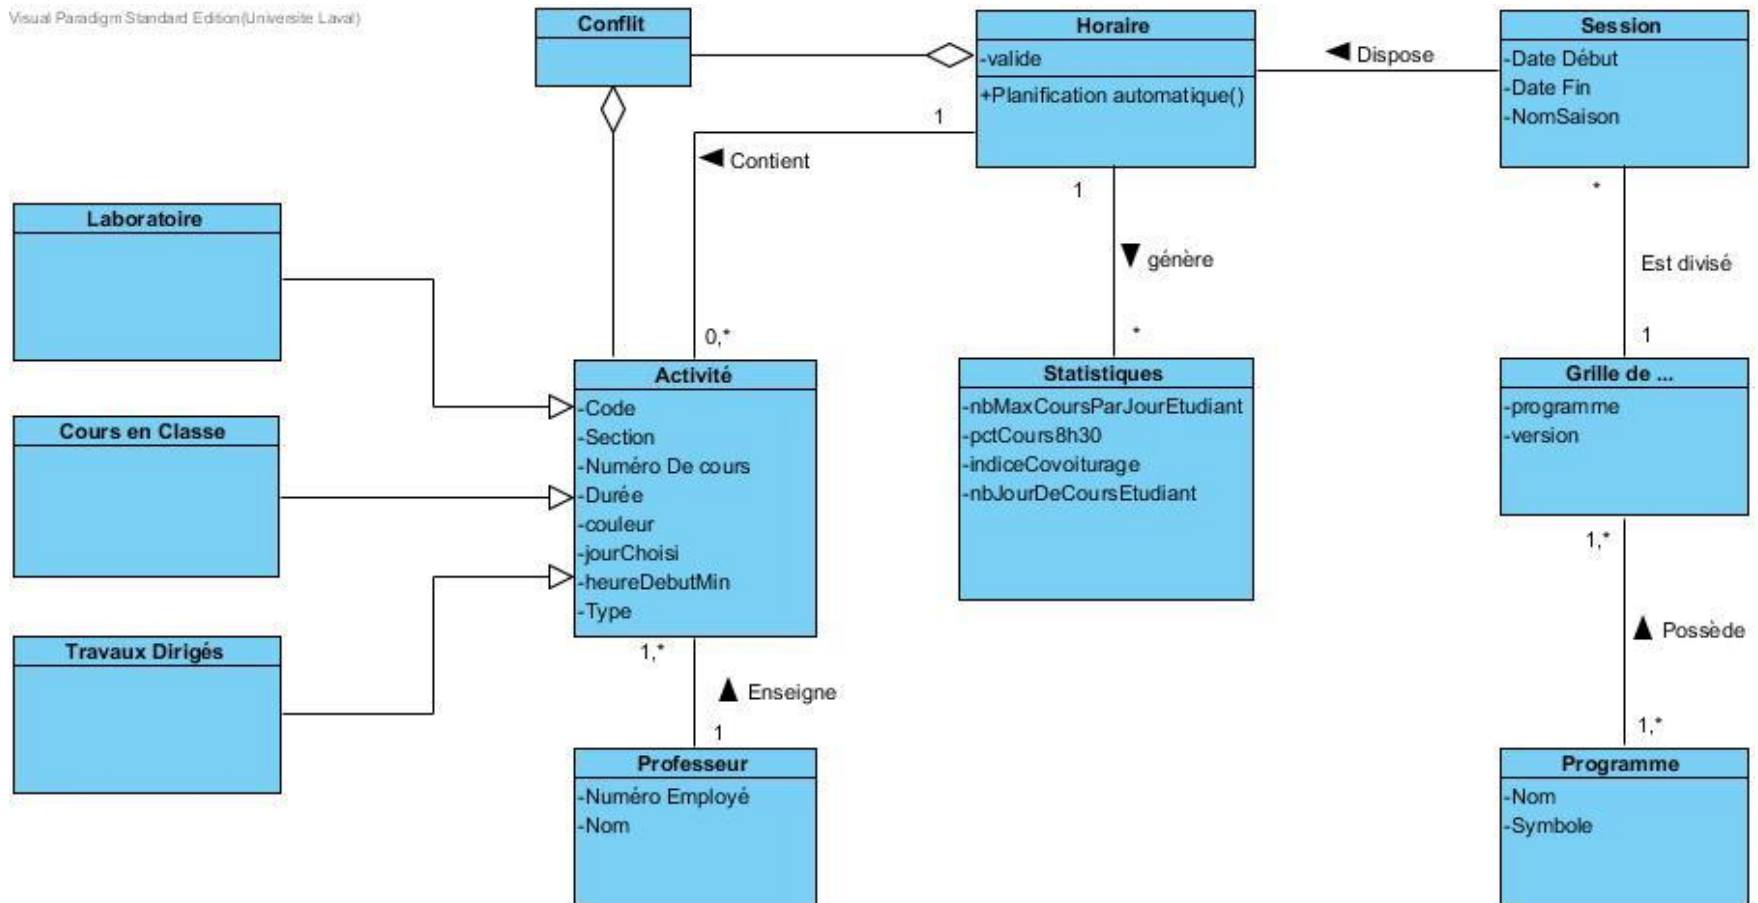 Visual Paradigm Standard Edition(Universite Laval)
Conflit
Horaire
-valide
+Planification automatique()
Dispose
Session
-Date Début
-Date Fin
-NomSaison
1
Contient
1
génère
*
*
Est divisé
1
0,*
Laboratoire
Cours en Classe
Travaux Dirigés
Activité
-Code
-Section
-Numéro De cours
-Durée
-couleur
-jourChoisi
-heureDebutMin
-Type
Statistiques
-nbMaxCoursParJourEtudiant
-pctCours8h30
-indiceCovoiturage
-nbJourDeCoursEtudiant
Grille de ...
-programme
-version
1,*
Enseigne
1
1,*
Possède
1,*
Professeur
-Numéro Employé
-Nom
Programme
-Nom
-Symbole